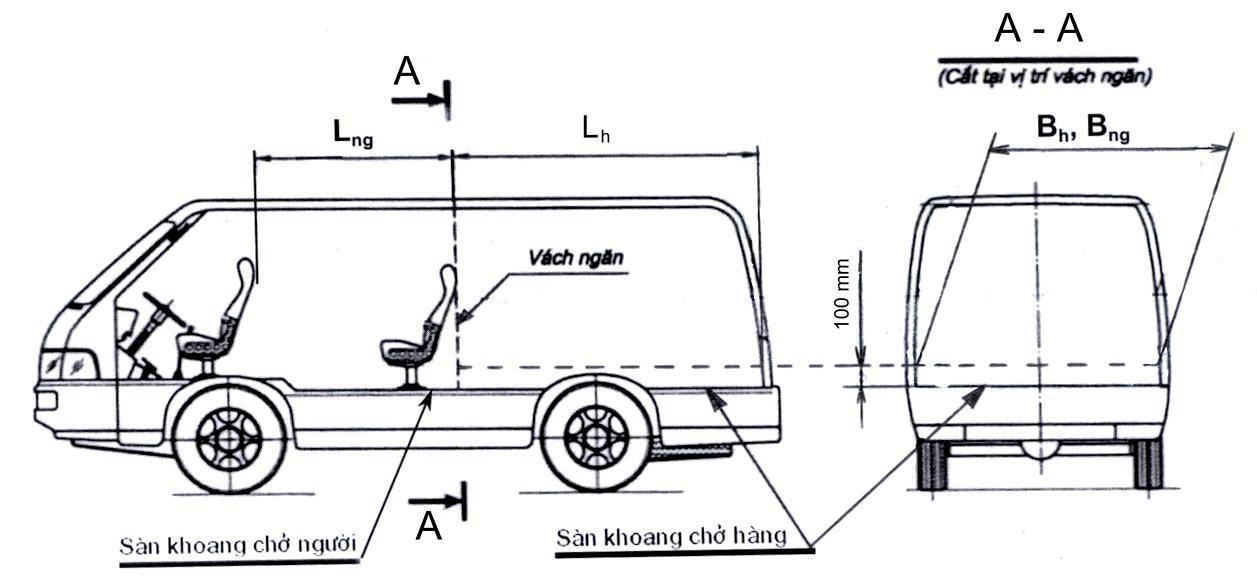 A - A
(Cắt tại vị trí vách ngăn)
A
Lng
Lh
Bh, Bng
Vách ngăn
100 mm
A
Sàn khoang chở người
Sàn khoang chở hàng